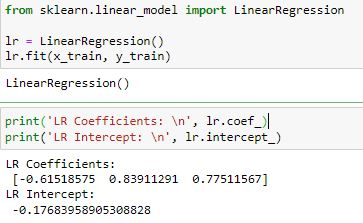 from sklearn.linear_model import LinearRegression
lr = LinearRegression()
lr.fit(x_train, y_train)
LinearRegression()
print('LR Coefficients: \n', lr.coef_)
print('LR Intercept: \n', lr.intercept_)
LR Coefficients:
[-0.61518575 0.83911291 0.77511567]
LR Intercept:
-0.17683958905308828